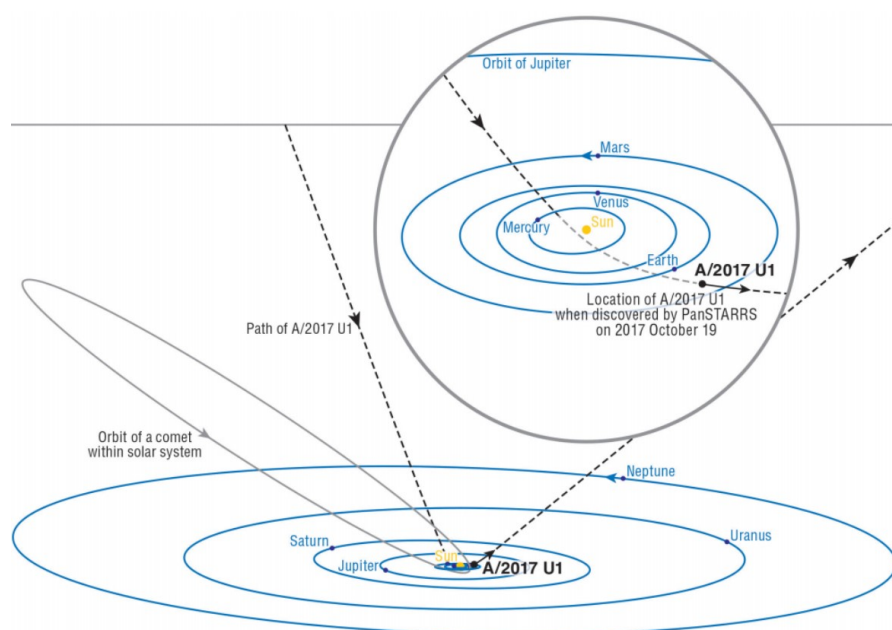 Orbit of Jupiter
Mars
Venus
Sun
Mercury
Earth
A/2017 U1
Location of A/2017 U1
when discovered by PanSTARRS
on 2017 October 19
Path of A/2017 U1
Orbit of a comet
within solar system
Neptune
Uranus
Saturn
Sun
Jupiter
A/2017 U1